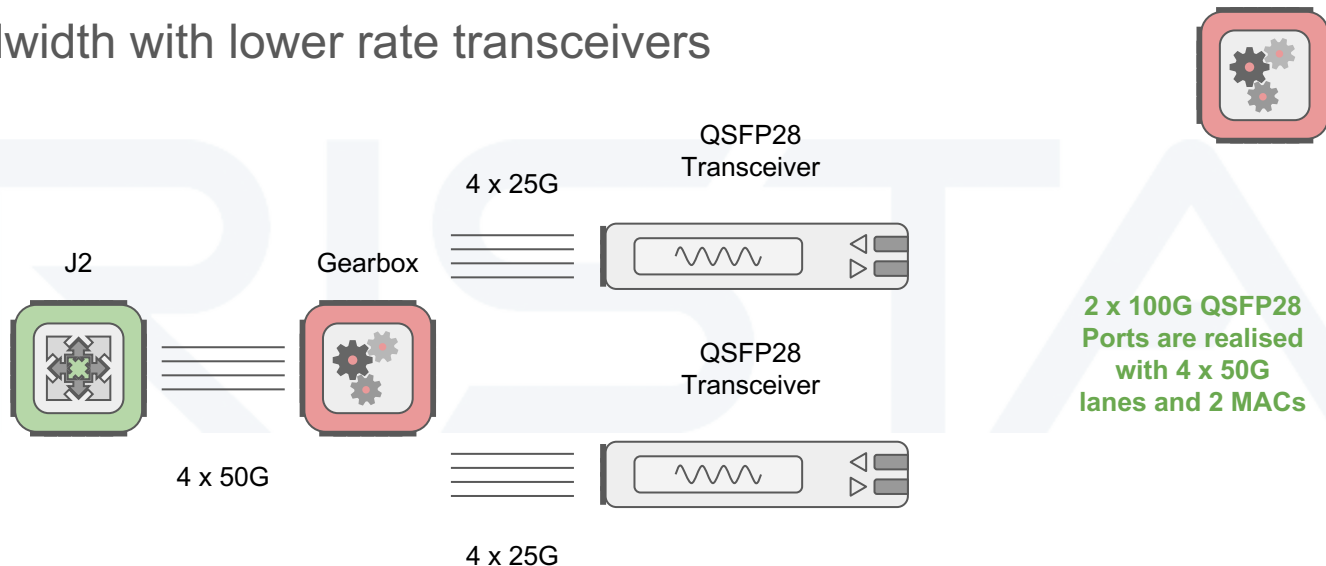 lwidth with lower rate transceivers
QSFP28
Transceiver
4 x 25G
J2
Gearbox
2 x 100G QSFP28
Ports are realised
with 4 x 50G
lanes and 2 MACs
QSFP28
Transceiver
4 x 50G
4 x 25G
RISTA